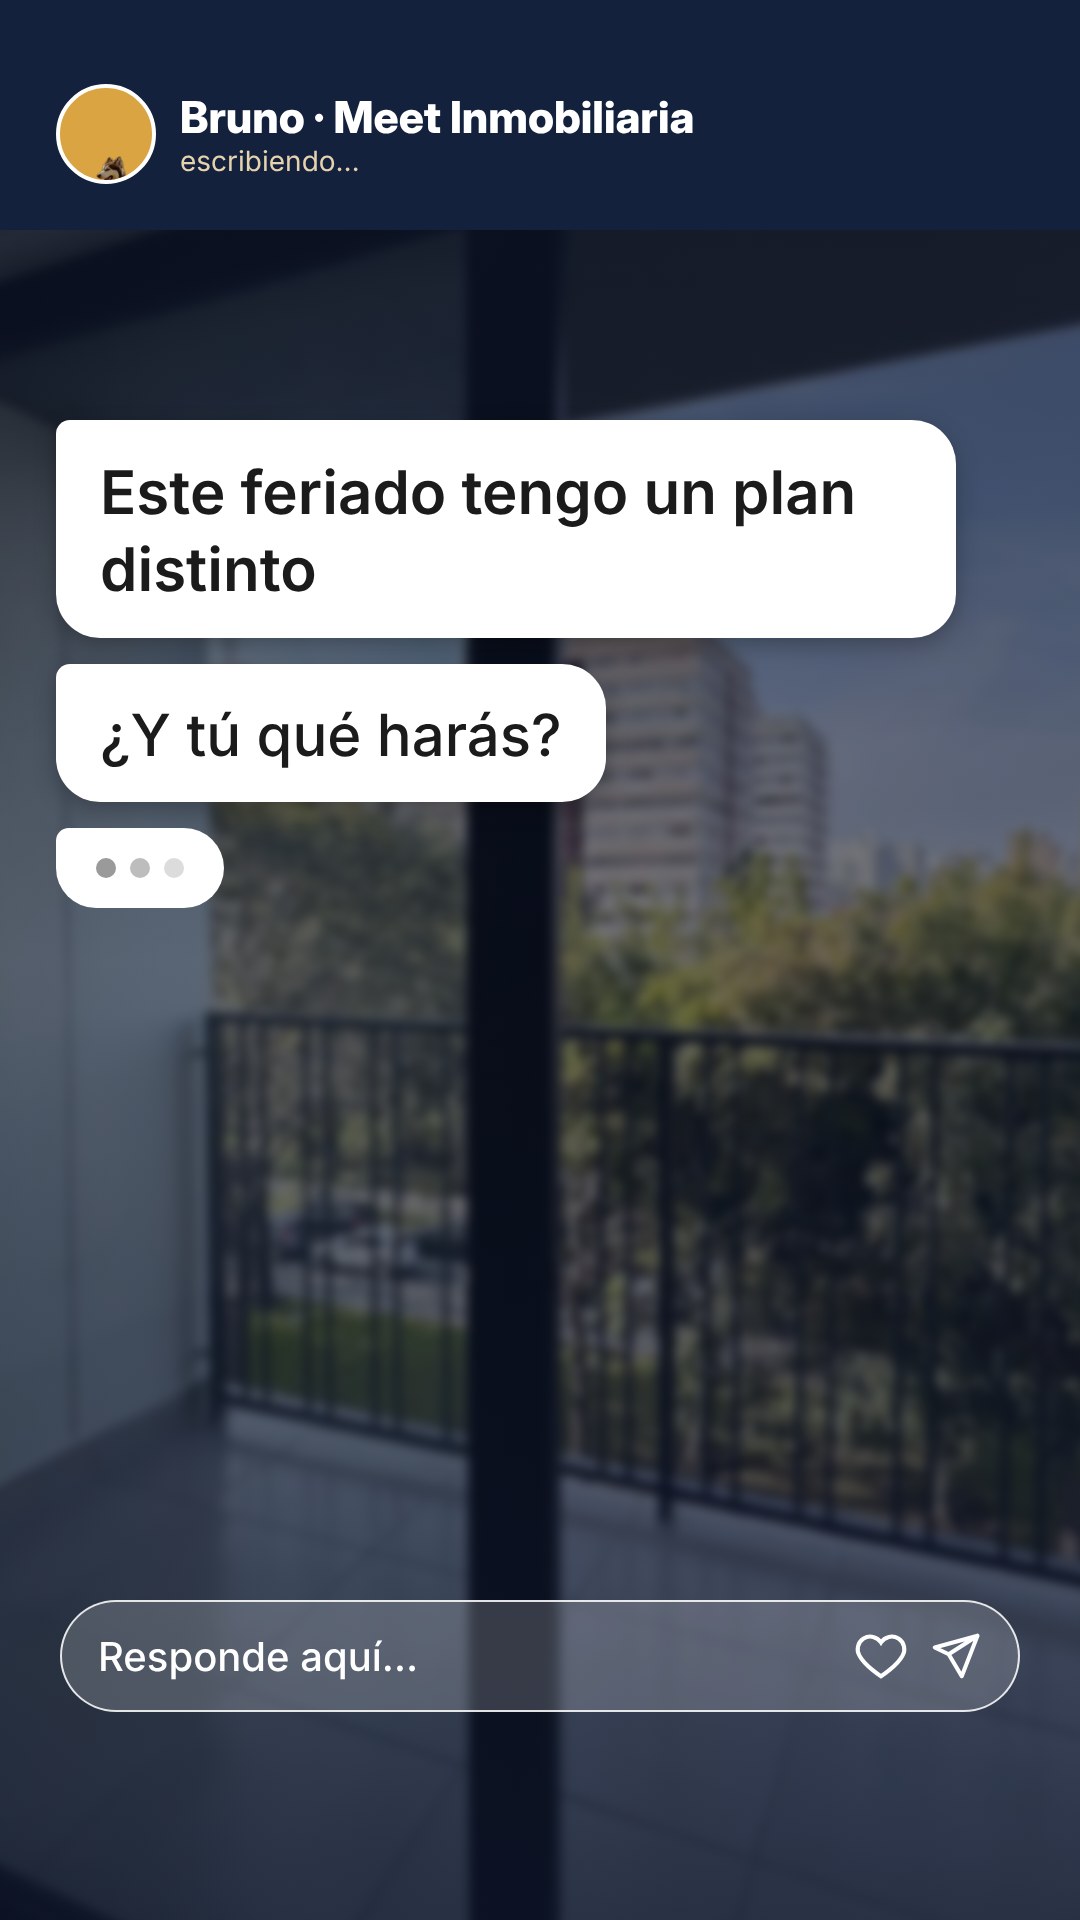 Bruno · Meet Inmobiliaria
escribiendo...
Este feriado tengo un plan
distinto
¿Y tú qué harás?
Responde aquí...